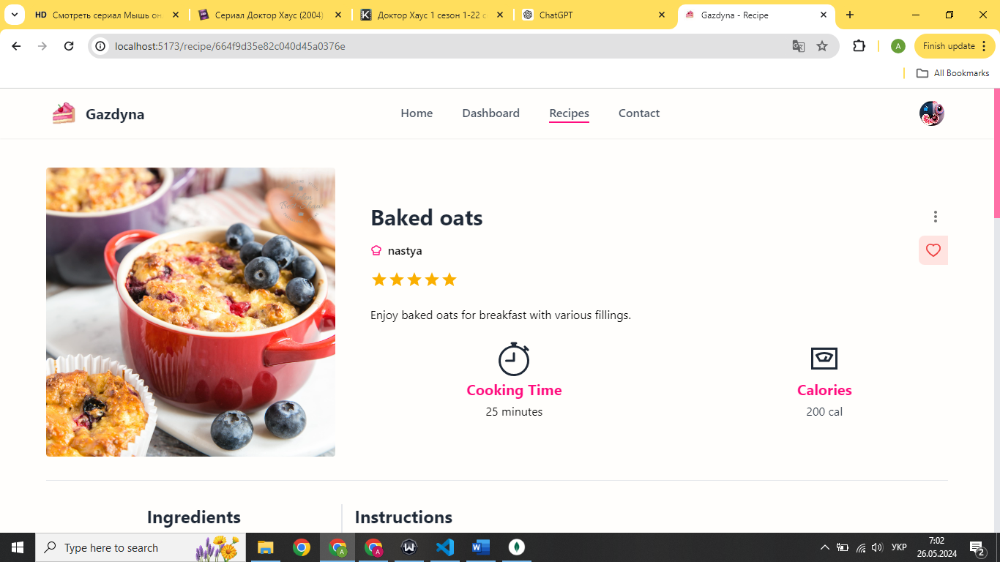 HD Смотреть сериал Мышь он
Сериал Доктор Хаус (2004)
Доктор Хаус 1 сезон 1-22 с
ChatGPT
Gazdyna - Recipe
localhost:5173/recipe/664f9d35e82c040d45a0376e
A
Finish update
All Bookmarks
Gazdyna
Home
Dashboard
Recipes
Contact
Baked oats
nastya
Enjoy baked oats for breakfast with various fillings.
Cooking Time
25 minutes
Calories
200 cal
Ingredients
Instructions
Type here to search
A
A
W
УКР
7:02
26.05.2024
2